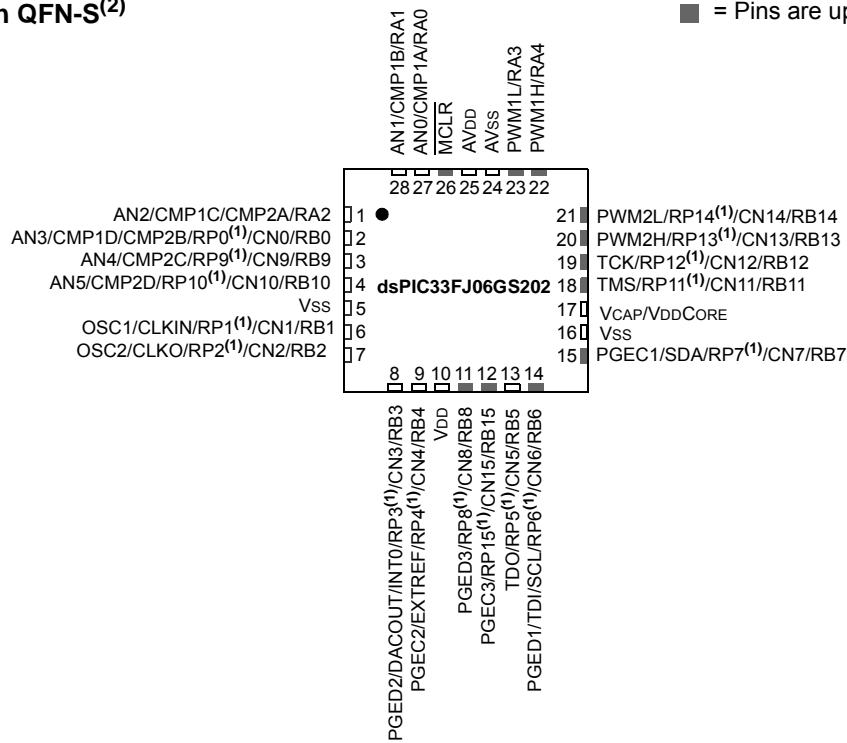 QFN-S(2)
= Pins are up
AN1/CMP1B/RA1
AN0/CMP1A/RA0
MCLR
AVDD
AVSS
PWM1L/RA3
PWM1H/RA4
28 27 26 25 24 23 22
AN2/CMP1C/CMP2A/RA2 1
AN3/CMP1D/CMP2B/RP0(1)/CN0/RB0 2
AN4/CMP2C/RP9(1)/CN9/RB9 3
AN5/CMP2D/RP10(1)/CN10/RB10 4
VSS 5
OSC1/CLKIN/RP1(1)/CN1/RB1 6
OSC2/CLKO/RP2(1)/CN2/RB2 7
dsPIC33FJ06GS202
21 PWM2L/RP14(1)/CN14/RB14
20 PWM2H/RP13(1)/CN13/RB13
19 TCK/RP12(1)/CN12/RB12
18 TMS/RP11(1)/CN11/RB11
17 VCAP/VDDCORE
16 VSS
15 PGEC1/SDA/RP7(1)/CN7/RB7
8 9 10 11 12 13 14
PGED2/DACOUT/INT0/RP3(1)/CN3/RB3
PGEC2/EXTREF/RP4(1)/CN4/RB4
VDD
PGED3/RP8(1)/CN8/RB8
PGEC3/RP15(1)/CN15/RB15
TDO/RP5(1)/CN5/RB5
PGED1/TDI/SCL/RP6(1)/CN6/RB6